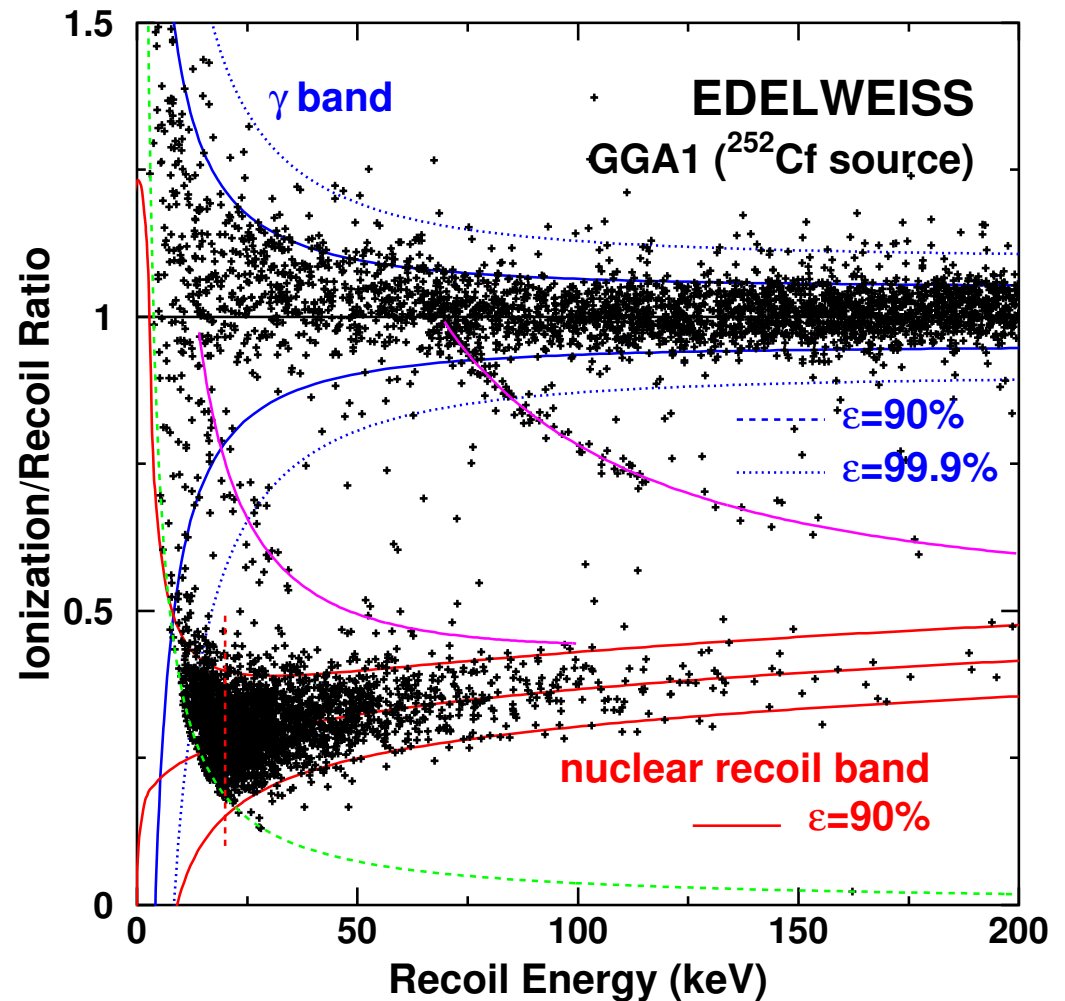 1.5
1
0.5
0
0
50
100
150
200
Ionization/Recoil Ratio
Recoil Energy (keV)
γ band
EDELWEISS
GGA1 (²⁵²Cf source)
ε=90%
ε=99.9%
nuclear recoil band
ε=90%